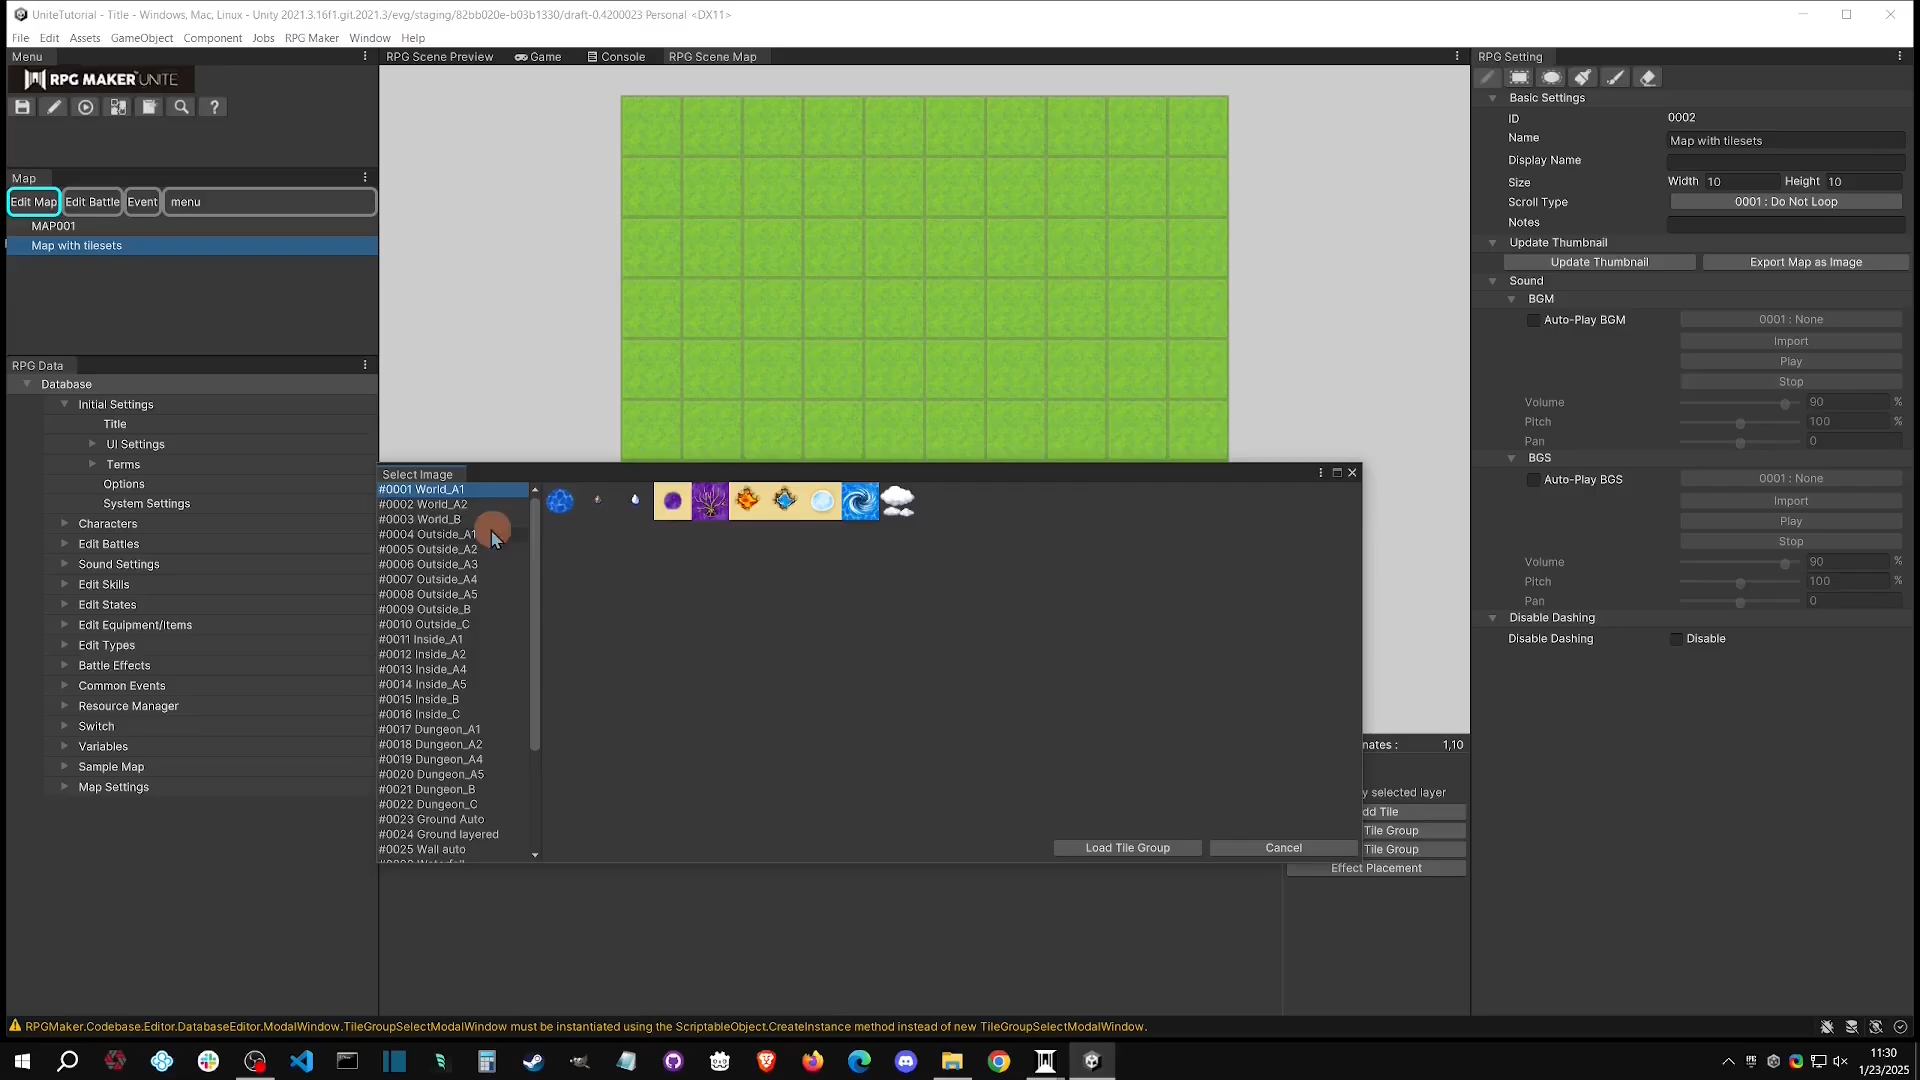 UniteTutorial - Title - Windows, Mac, Linux - Unity 2021.3.16f1.git.2021.3/evg/staging/82bb020e-b03b1330/draft-0.4200023 Personal <DX11>
File Edit Assets GameObject Component Jobs RPG Maker Window Help
Menu
RPG MAKER UNITE
Map
Edit Map Edit Battle Event menu
MAP001
Map with tilesets
RPG Data
Database
Initial Settings
Title
UI Settings
Terms
Options
System Settings
Characters
Edit Battles
Sound Settings
Edit Skills
Edit States
Edit Equipment/Items
Edit Types
Battle Effects
Common Events
Resource Manager
Switch
Variables
Sample Map
Map Settings
RPG Scene Preview Game Console RPG Scene Map
Select Image
#0001 World_A1
#0002 World_A2
#0003 World_B
#0004 Outside_A1
#0005 Outside_A2
#0006 Outside_A3
#0007 Outside_A4
#0008 Outside_A5
#0009 Outside_B
#0010 Outside_C
#0011 Inside_A1
#0012 Inside_A2
#0013 Inside_A4
#0014 Inside_A5
#0015 Inside_B
#0016 Inside_C
#0017 Dungeon_A1
#0018 Dungeon_A2
#0019 Dungeon_A4
#0020 Dungeon_A5
#0021 Dungeon_B
#0022 Dungeon_C
#0023 Ground Auto
#0024 Ground layered
#0025 Wall auto
Load Tile Group Cancel
nates : 1,10
y selected layer
dd Tile
Tile Group
Tile Group
Effect Placement
RPG Setting
Basic Settings
ID 0002
Name Map with tilesets
Display Name
Size Width 10 Height 10
Scroll Type 0001 : Do Not Loop
Notes
Update Thumbnail
Update Thumbnail Export Map as Image
Sound
BGM
Auto-Play BGM 0001 : None
Import
Play
Stop
Volume 90 %
Pitch 100 %
Pan 0
BGS
Auto-Play BGS 0001 : None
Import
Play
Stop
Volume 90 %
Pitch 100 %
Pan 0
Disable Dashing
Disable Dashing Disable
RPGMaker.Codebase.Editor.DatabaseEditor.ModalWindow.TileGroupSelectModalWindow must be instantiated using the ScriptableObject.CreateInstance method instead of new TileGroupSelectModalWindow.
11:30
1/23/2025